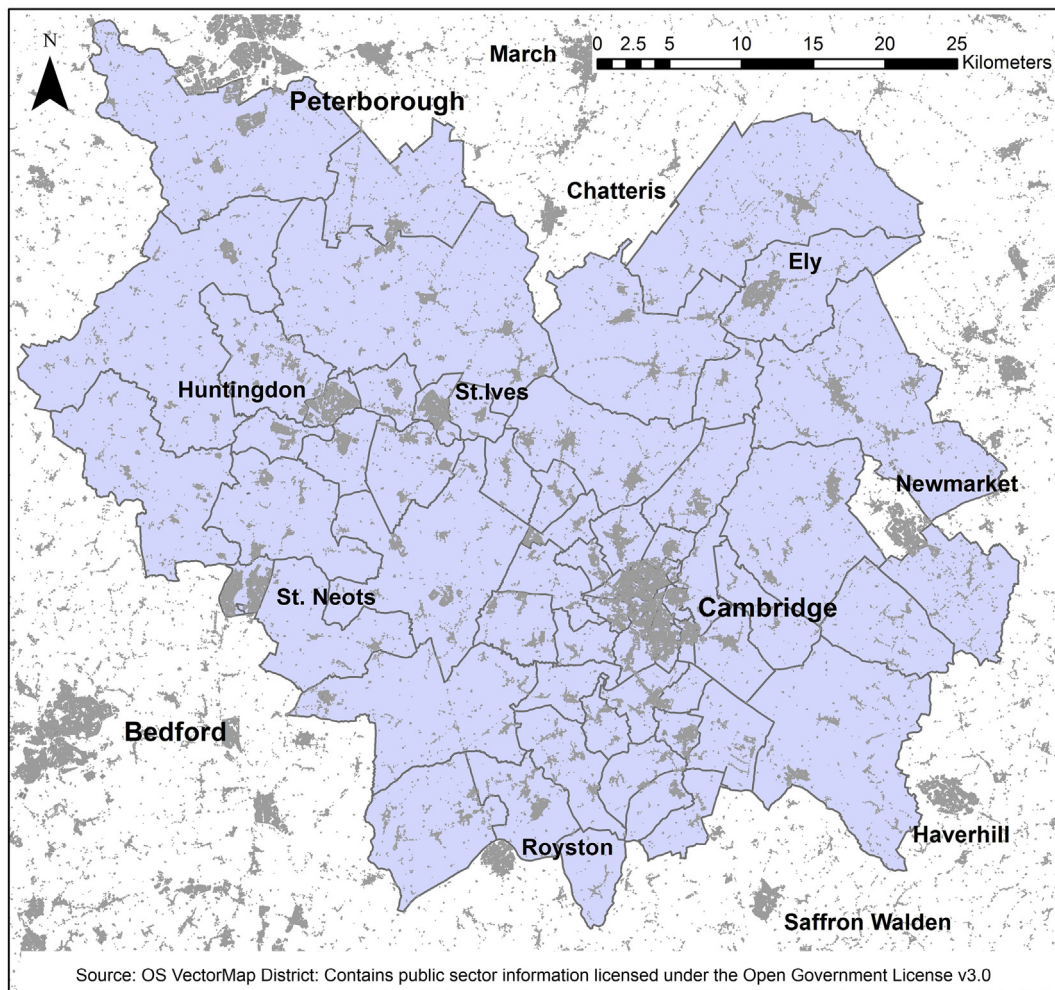 N
March
0 2.5 5 10 15 20 25
Kilometers
Peterborough
Chatteris
Ely
Huntingdon
St.Ives
Newmarket
St. Neots
Cambridge
Bedford
Haverhill
Royston
Saffron Walden
Source: OS VectorMap District: Contains public sector information licensed under the Open Government License v3.0